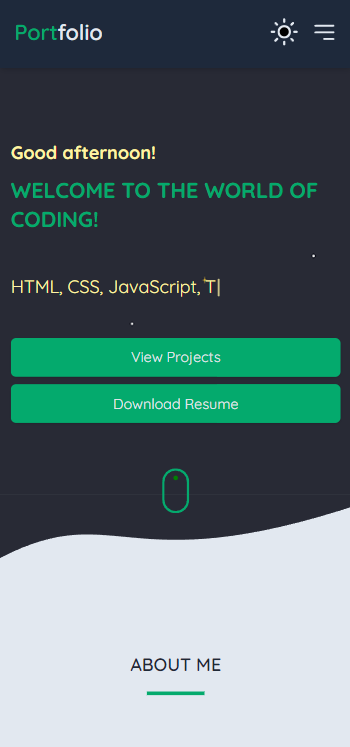 Portfolio
Good afternoon!
WELCOME TO THE WORLD OF
CODING!
HTML, CSS, JavaScript, T|
View Projects
Download Resume
ABOUT ME